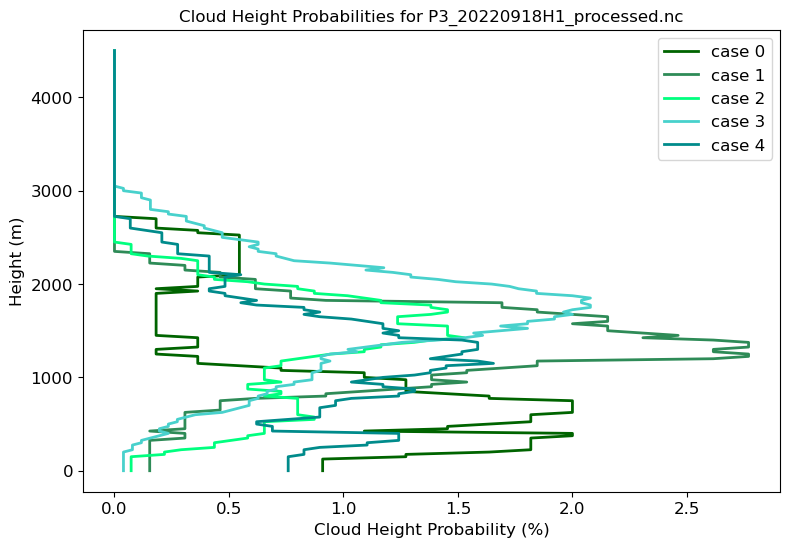 Cloud Height Probabilities for P3_20220918H1_processed.nc
case 0
case 1
case 2
case 3
case 4
Height (m)
4000
3000
2000
1000
0
0.0 0.5 1.0 1.5 2.0 2.5
Cloud Height Probability (%)